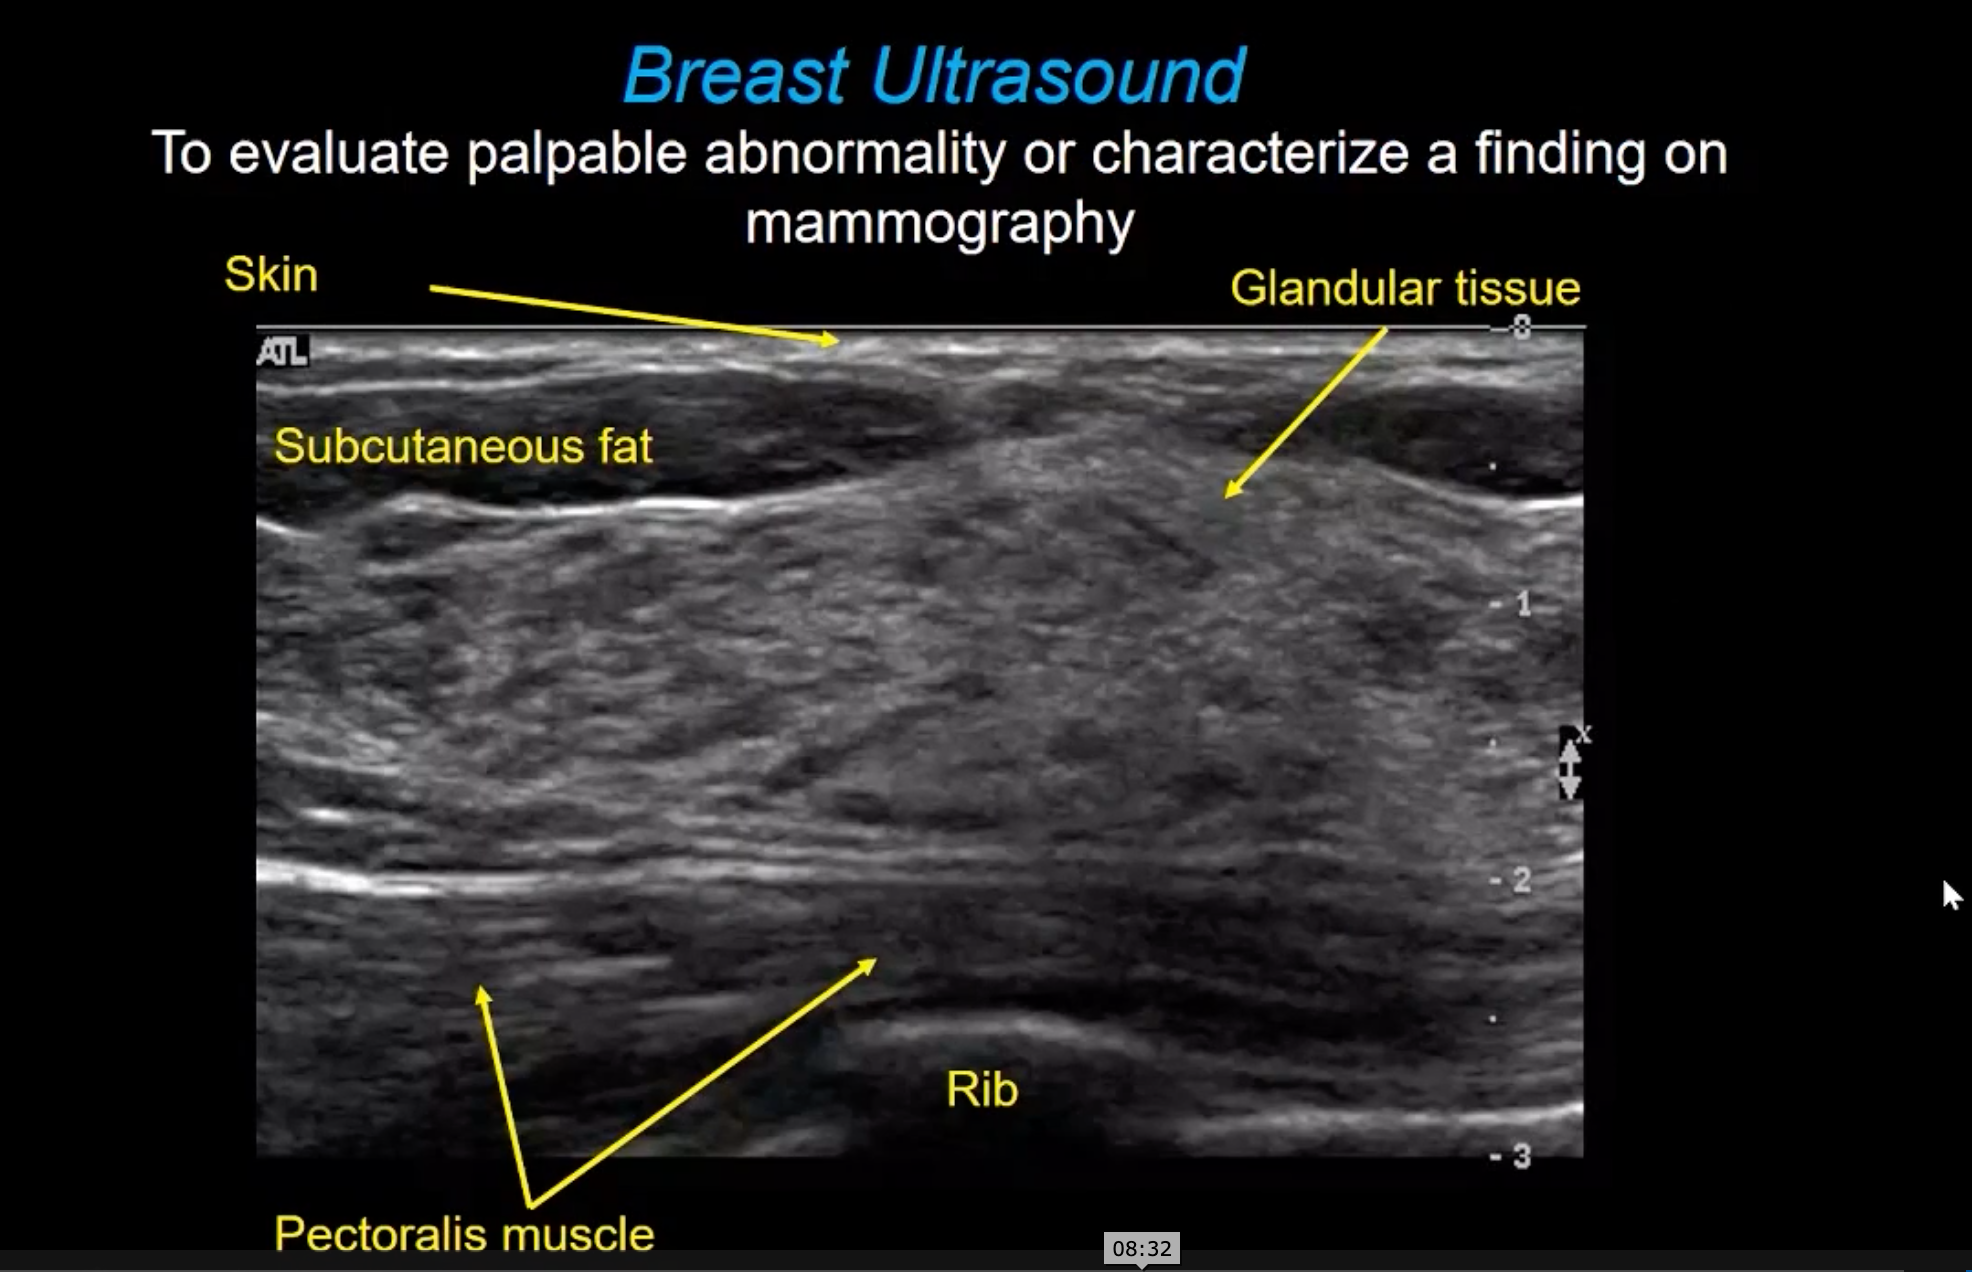 Breast Ultrasound
To evaluate palpable abnormality or characterize a finding on
mammography
Skin
Glandular tissue
ATL
0
Subcutaneous fat
- 1
x
- 2
Rib
- 3
Pectoralis muscle
08:32